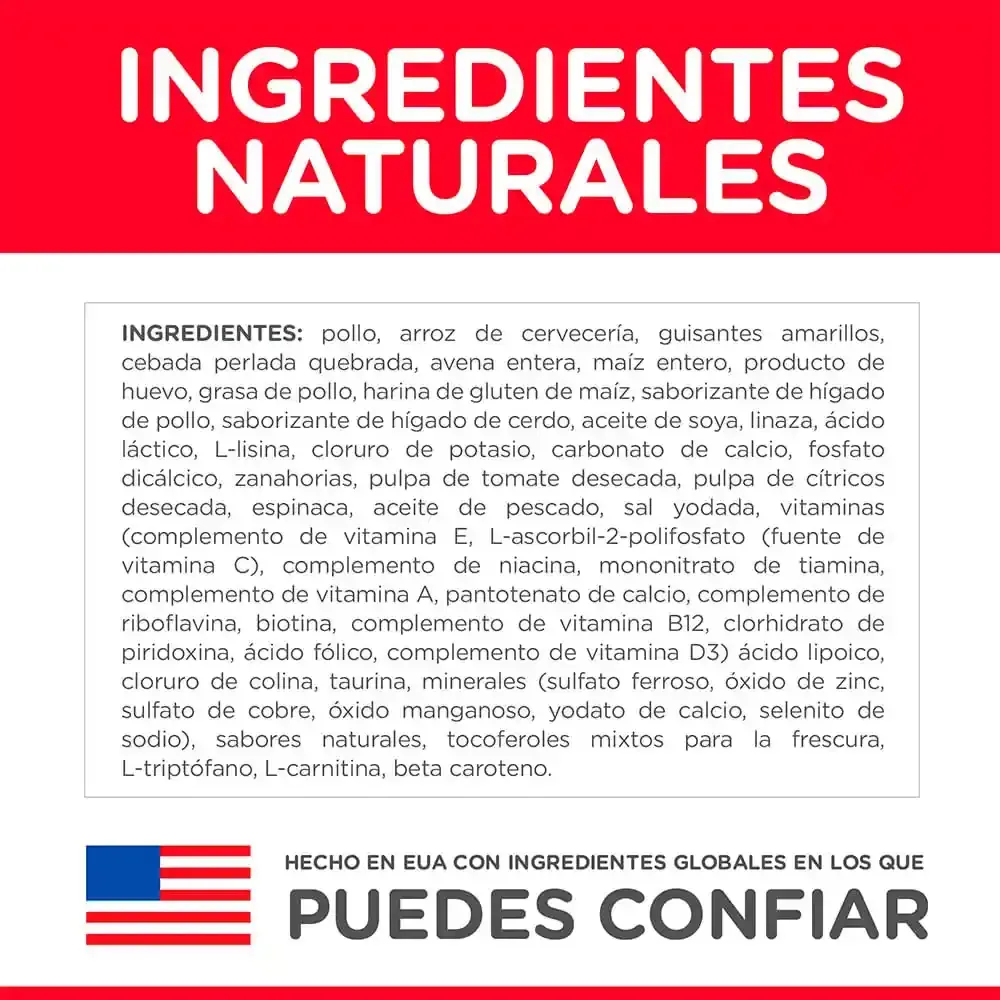 INGREDIENTES
NATURALES
INGREDIENTES: pollo, arroz de cervecería, guisantes amarillos,
cebada perlada quebrada, avena entera, maíz entero, producto de
huevo, grasa de pollo, harina de gluten de maíz, saborizante de hígado
de pollo, saborizante de hígado de cerdo, aceite de soya, linaza, ácido
láctico, L-lisina, cloruro de potasio, carbonato de calcio, fosfato
dicálcico, zanahorias, pulpa de tomate desecada, pulpa de cítricos
desecada, espinaca, aceite de pescado, sal yodada, vitaminas
(complemento de vitamina E, L-ascorbil-2-polifosfato (fuente de
vitamina C), complemento de niacina, mononitrato de tiamina,
complemento de vitamina A, pantotenato de calcio, complemento de
riboflavina, biotina, complemento de vitamina B12, clorhidrato de
piridoxina, ácido fólico, complemento de vitamina D3) ácido lipoico,
cloruro de colina, taurina, minerales (sulfato ferroso, óxido de zinc,
sulfato de cobre, óxido manganoso, yodato de calcio, selenito de
sodio), sabores naturales, tocoferoles mixtos para la frescura,
L-triptófano, L-carnitina, beta caroteno.
HECHO EN EUA CON INGREDIENTES GLOBALES EN LOS QUE
PUEDES CONFIAR